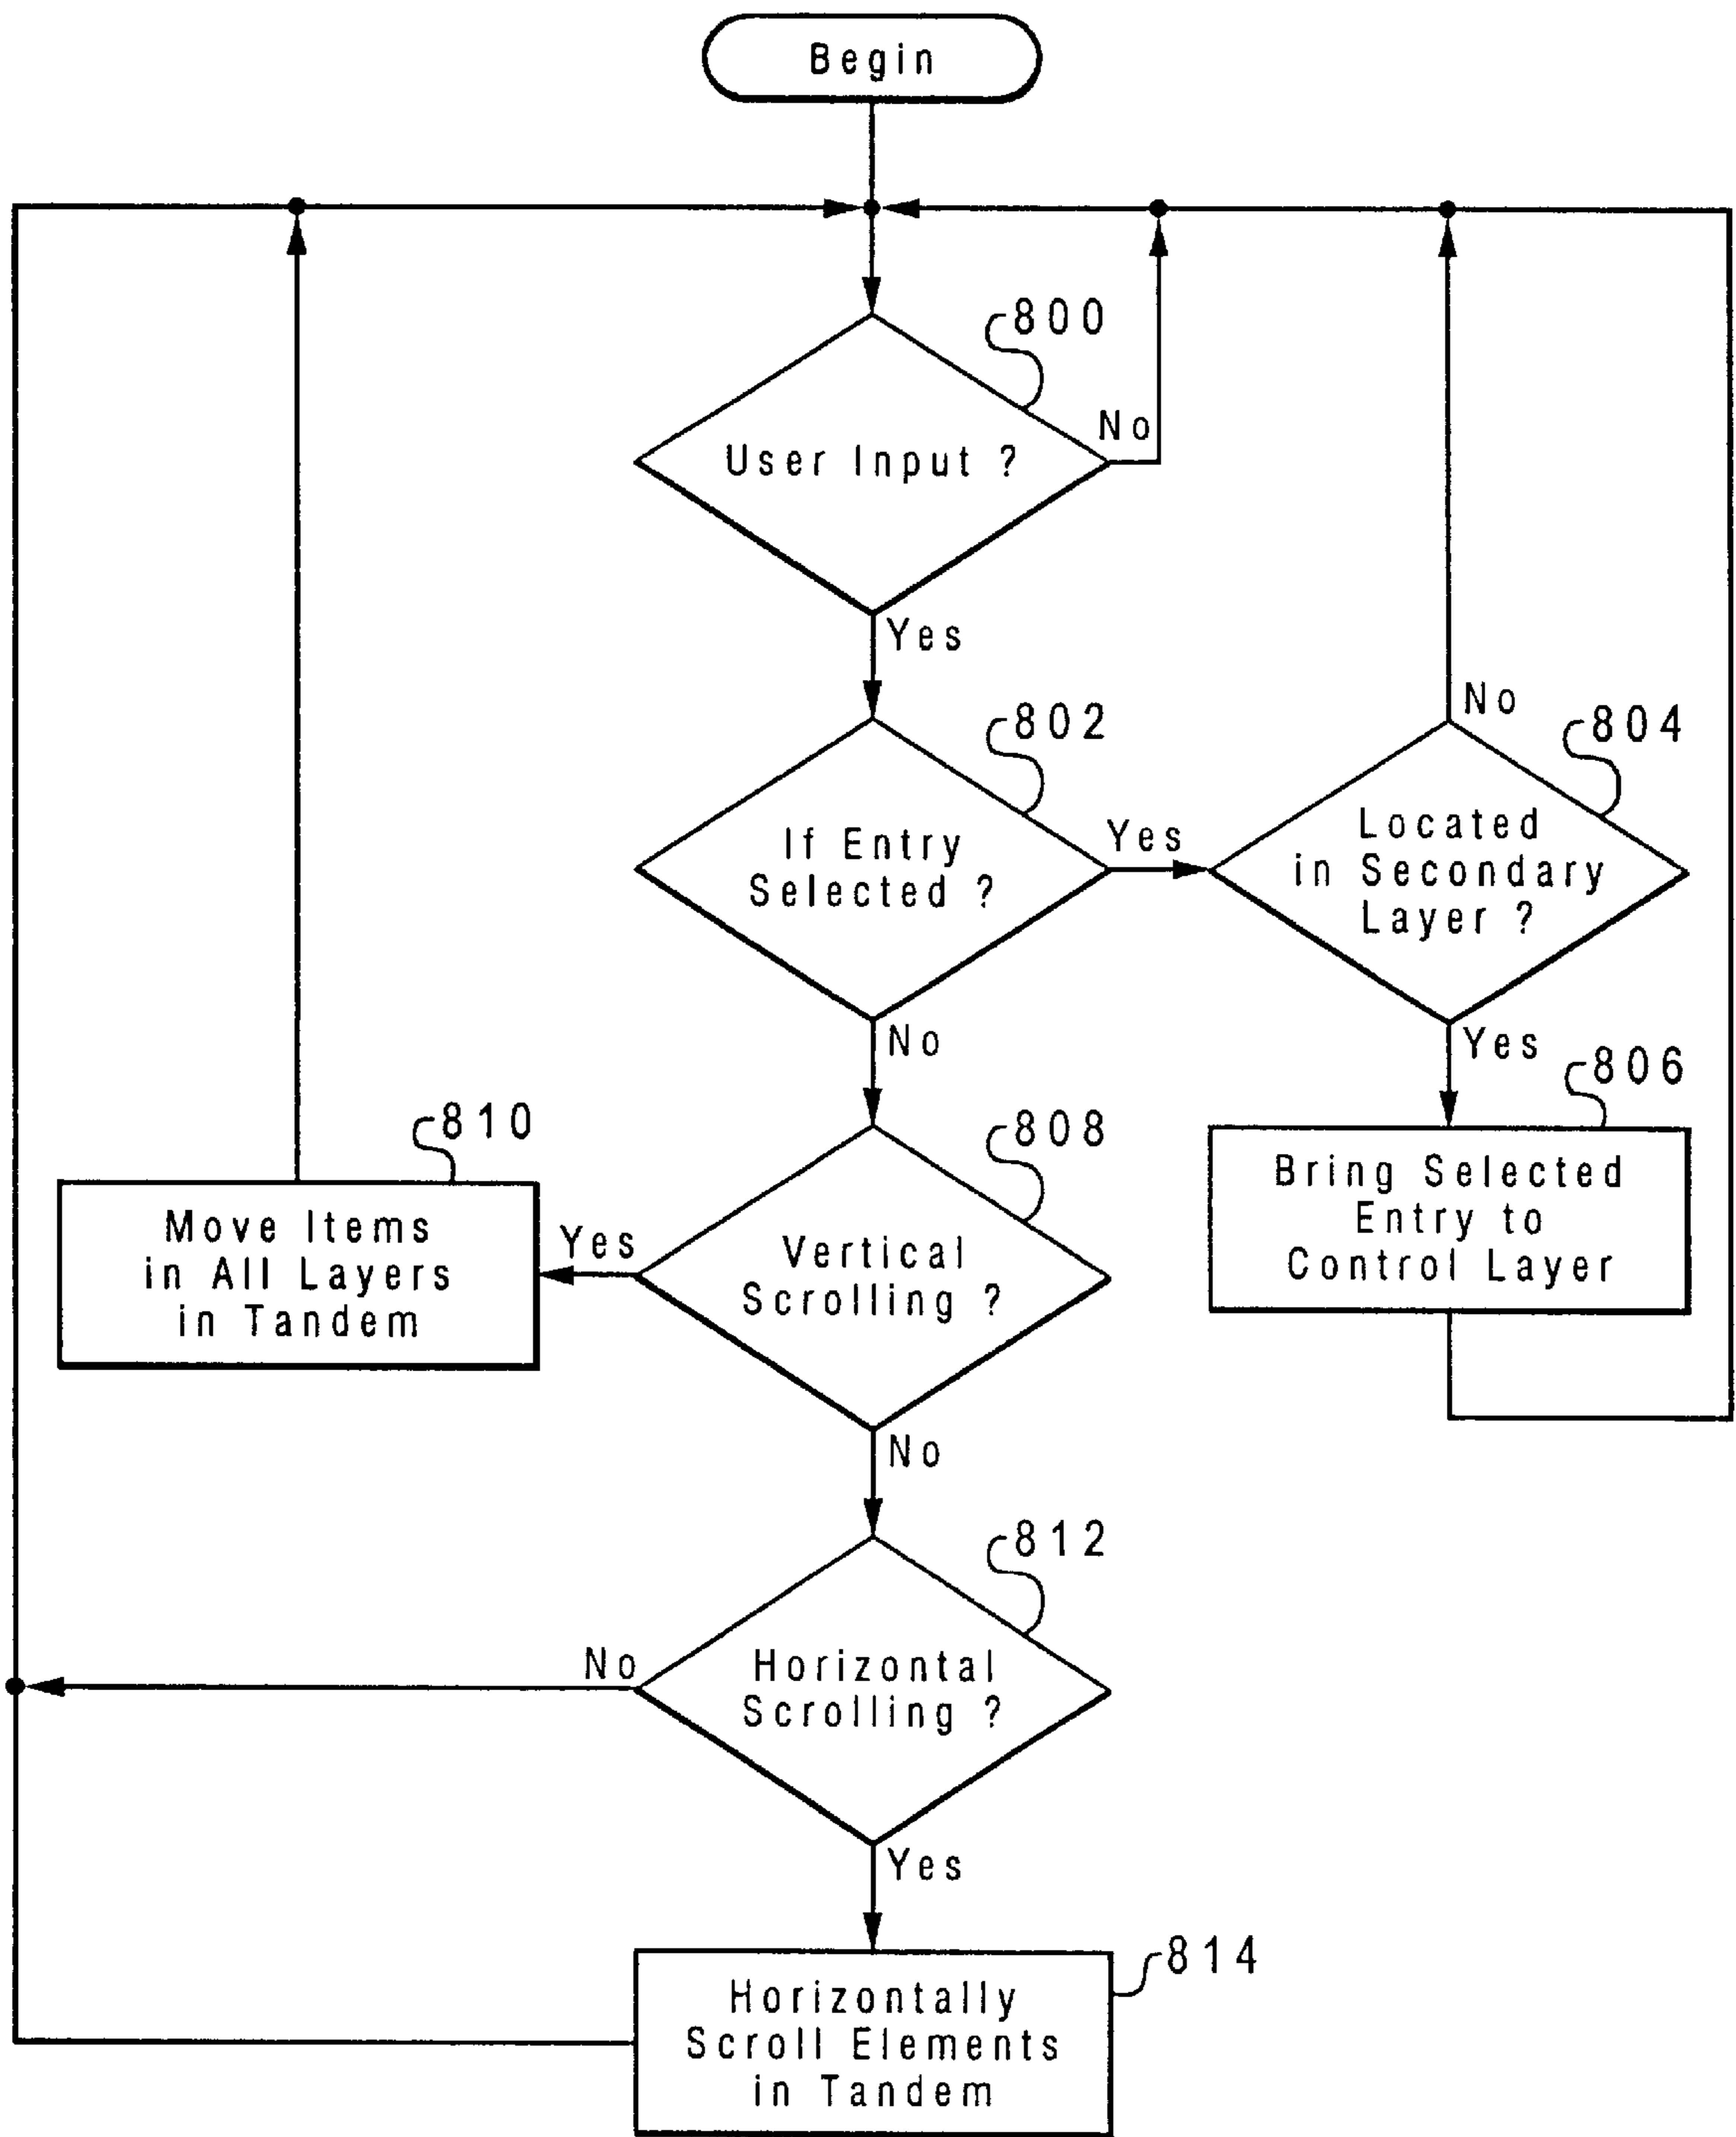 Begin
800
No
User Input ?
Yes
802
If Entry
Selected ?
Yes
No
804
Located
in Secondary
Layer ?
No
Yes
806
Bring Selected
Entry to
Control Layer
808
Vertical
Scrolling ?
Yes
810
Move Items
in All Layers
in Tandem
No
812
Horizontal
Scrolling ?
No
Yes
814
Horizontally
Scroll Elements
in Tandem